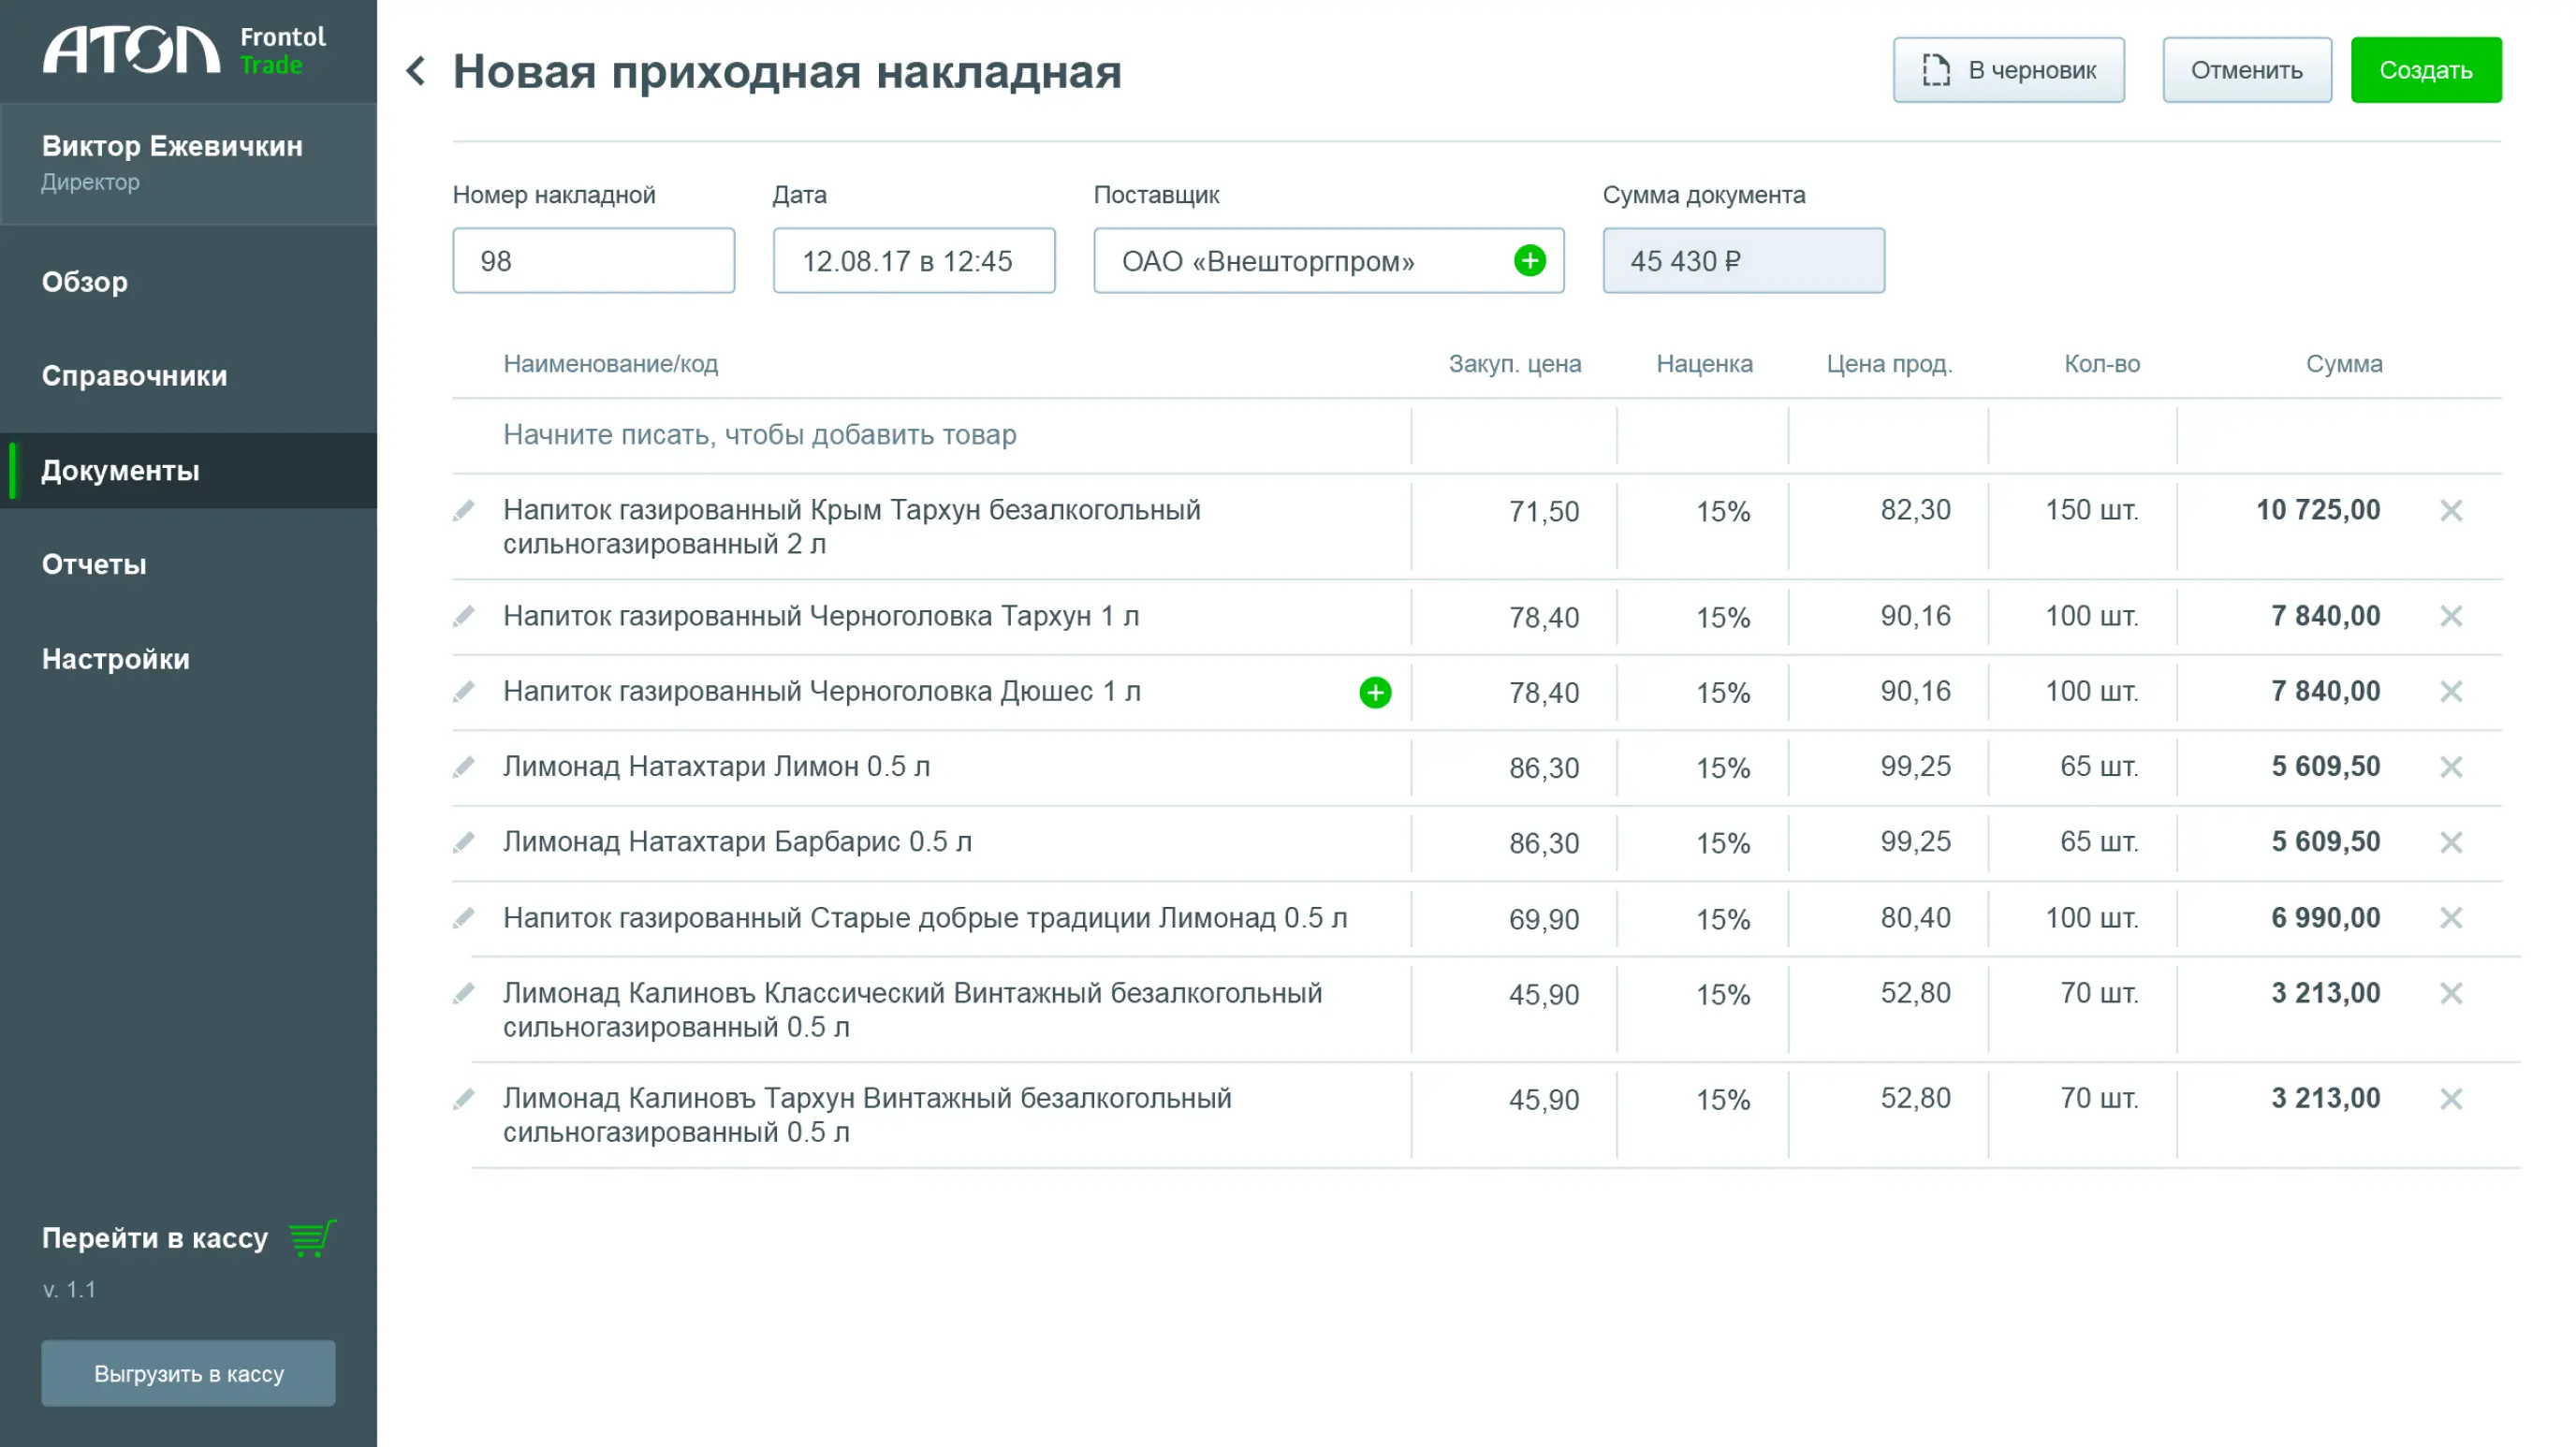 АТОЛ Frontol Trade
Виктор Ежевичкин
Директор
Обзор
Справочники
Документы
Отчеты
Настройки
Перейти в кассу
v. 1.1
Выгрузить в кассу
Новая приходная накладная
В черновик
Отменить
Создать
Номер накладной Дата Поставщик Сумма документа
98 12.08.17 в 12:45 ОАО «Внешторгпром» 45 430 ₽
Наименование/код Закуп. цена Наценка Цена прод. Кол-во Сумма
Начните писать, чтобы добавить товар
Напиток газированный Крым Тархун безалкогольный 71,50 15% 82,30 150 шт. 10 725,00
сильногазированный 2 л
Напиток газированный Черноголовка Тархун 1 л 78,40 15% 90,16 100 шт. 7 840,00
Напиток газированный Черноголовка Дюшес 1 л 78,40 15% 90,16 100 шт. 7 840,00
Лимонад Натахтари Лимон 0.5 л 86,30 15% 99,25 65 шт. 5 609,50
Лимонад Натахтари Барбарис 0.5 л 86,30 15% 99,25 65 шт. 5 609,50
Напиток газированный Старые добрые традиции Лимонад 0.5 л 69,90 15% 80,40 100 шт. 6 990,00
Лимонад Калиновъ Классический Винтажный безалкогольный 45,90 15% 52,80 70 шт. 3 213,00
сильногазированный 0.5 л
Лимонад Калиновъ Тархун Винтажный безалкогольный 45,90 15% 52,80 70 шт. 3 213,00
сильногазированный 0.5 л